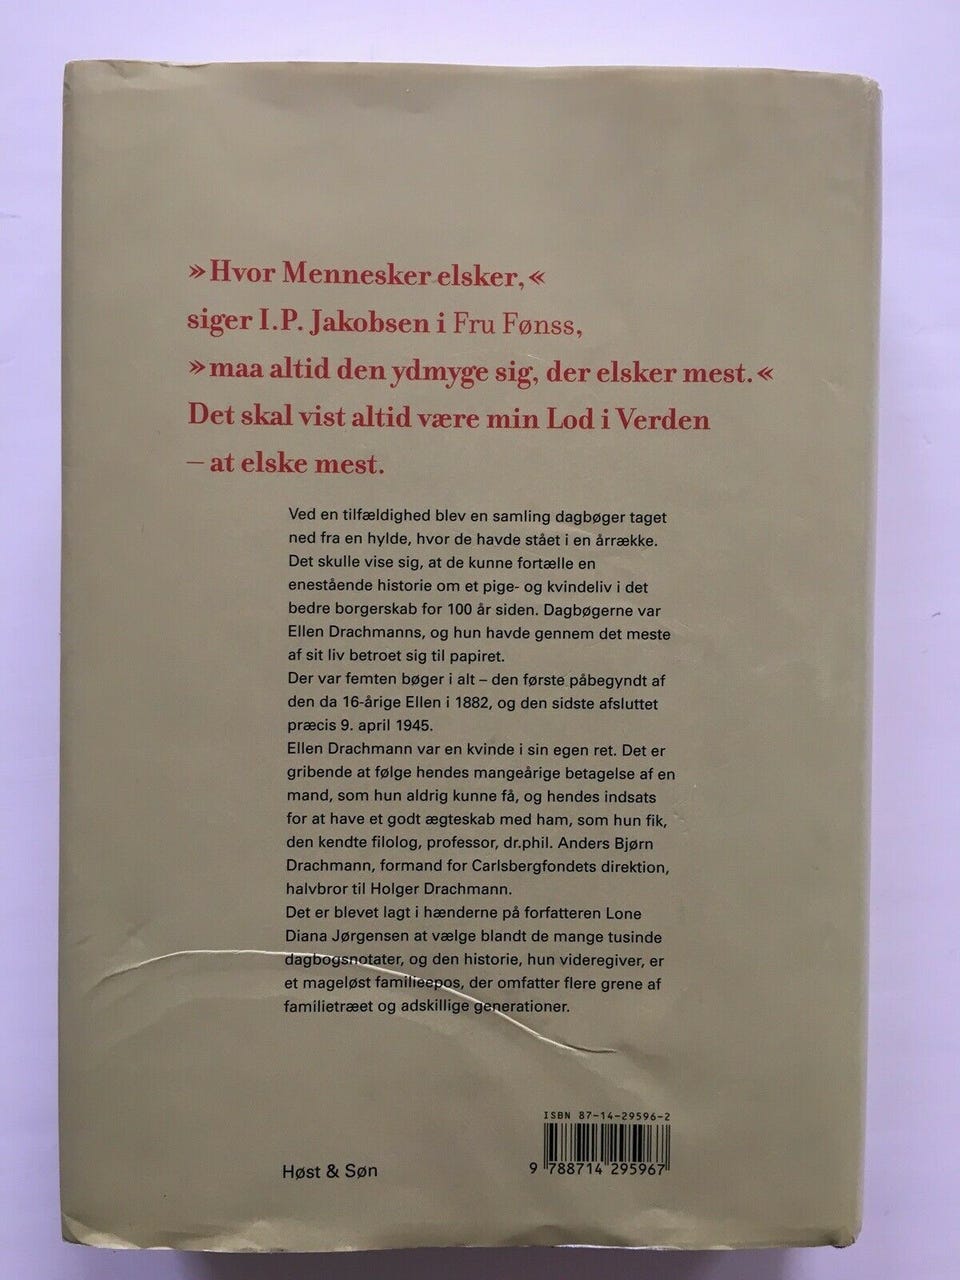 »Hvor Mennesker elsker,«
siger I.P. Jakobsen i Fru Fønss,
»maa altid den ydmyge sig, der elsker mest.«
Det skal vist altid være min Lod i Verden
– at elske mest.
Ved en tilfældighed blev en samling dagbøger taget
ned fra en hylde, hvor de havde stået i en årrække.
Det skulle vise sig, at de kunne fortælle en
enestående historie om et pige- og kvindeliv i det
bedre borgerskab for 100 år siden. Dagbøgerne var
Ellen Drachmanns, og hun havde gennem det meste
af sit liv betroet sig til papiret.
Der var femten bøger i alt – den første påbegyndt af
den da 16-årige Ellen i 1882, og den sidste afsluttet
præcis 9. april 1945.
Ellen Drachmann var en kvinde i sin egen ret. Det er
gribende at følge hendes mangeårige betagelse af en
mand, som hun aldrig kunne få, og hendes indsats
for at have et godt ægteskab med ham, som hun fik,
den kendte filolog, professor, dr.phil. Anders Bjørn
Drachmann, formand for Carlsbergfondets direktion,
halvbror til Holger Drachmann.
Det er blevet lagt i hænderne på forfatteren Lone
Diana Jørgensen at vælge blandt de mange tusinde
dagbogsnotater, og den historie, hun videregiver, er
et mageløst familieepos, der omfatter flere grene af
familietræet og adskillige generationer.
ISBN 87-14-29596-2
9 788714 295967
Høst & Søn